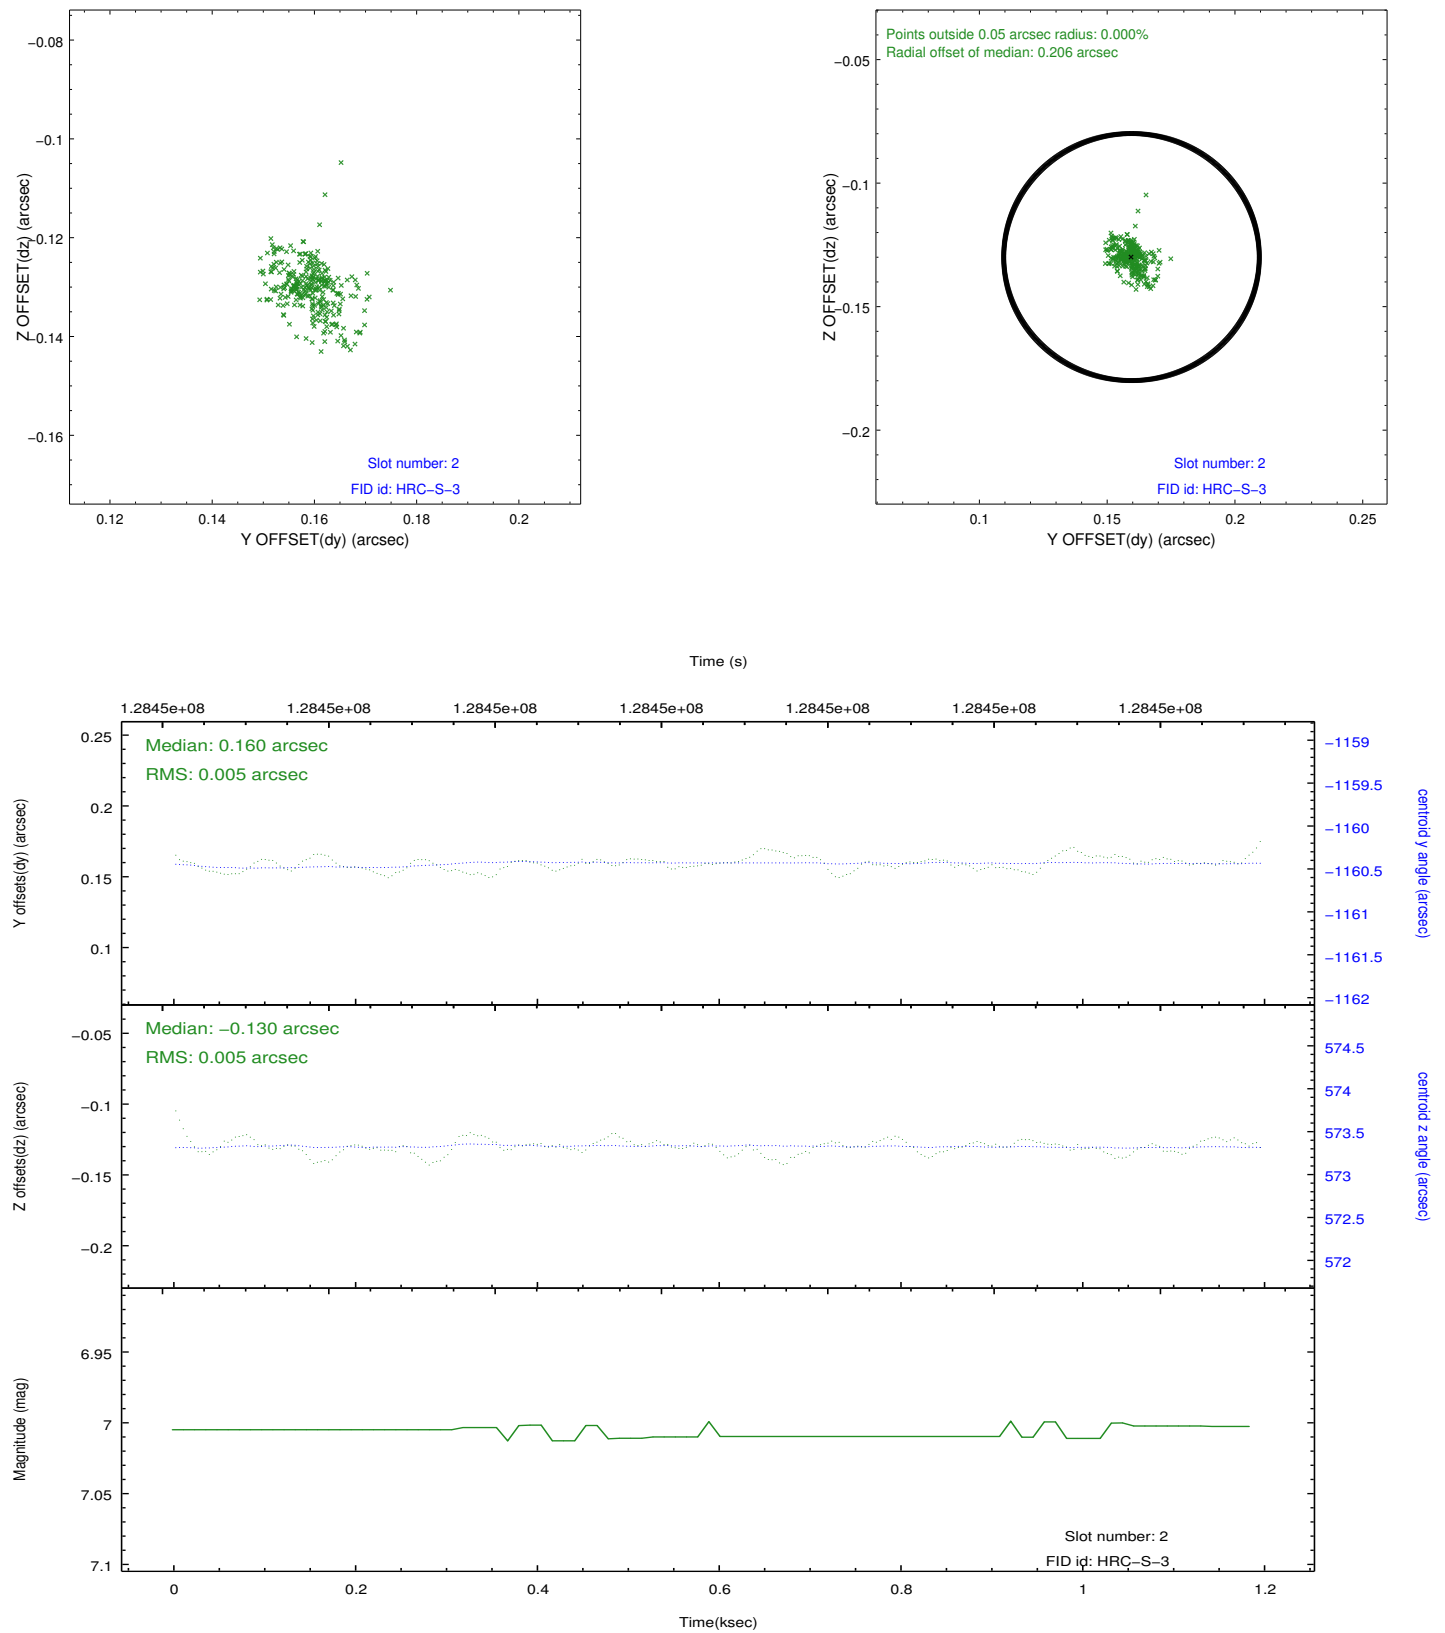 −0.08
−0.1
−0.12
−0.14
−0.16
Z OFFSET(dz) (arcsec)
Slot number: 2
FID id: HRC−S−3
0.12 0.14 0.16 0.18 0.2
Y OFFSET(dy) (arcsec)
Points outside 0.05 arcsec radius: 0.000%
Radial offset of median: 0.206 arcsec
−0.05
−0.1
−0.15
−0.2
Z OFFSET(dz) (arcsec)
Slot number: 2
FID id: HRC−S−3
0.1 0.15 0.2 0.25
Y OFFSET(dy) (arcsec)
Time (s)
1.2845e+08 1.2845e+08 1.2845e+08 1.2845e+08 1.2845e+08 1.2845e+08 1.2845e+08
Median: 0.160 arcsec
RMS: 0.005 arcsec
0.25
0.2
0.15
0.1
Y offsets(dy) (arcsec)
−1159
−1159.5
−1160
−1160.5
−1161
−1161.5
−1162
centroid y angle (arcsec)
Median: −0.130 arcsec
RMS: 0.005 arcsec
−0.05
−0.1
−0.15
−0.2
Z offsets(dz) (arcsec)
574.5
574
573.5
573
572.5
572
centroid z angle (arcsec)
6.95
7
7.05
7.1
Magnitude (mag)
Slot number: 2
FID id: HRC−S−3
0 0.2 0.4 0.6 0.8 1 1.2
Time(ksec)